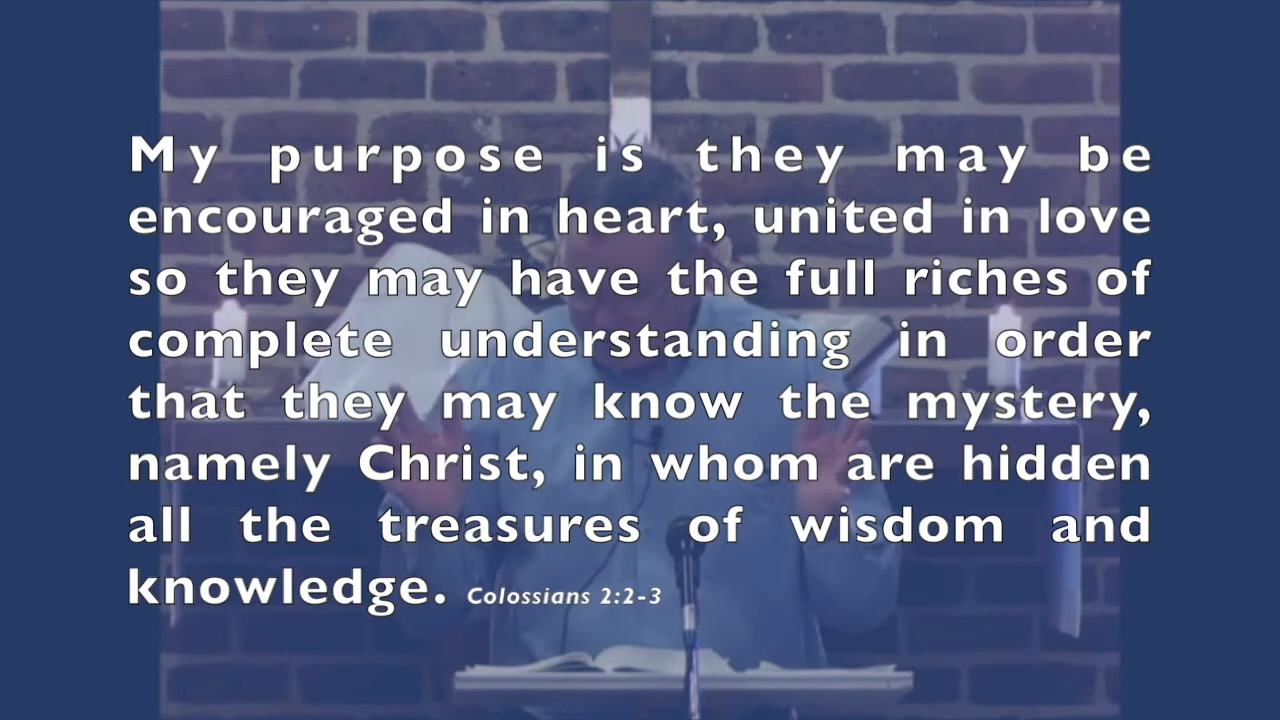 My purpose is they may be
encouraged in heart, united in love
so they may have the full riches of
complete understanding in order
that they may know the mystery,
namely Christ, in whom are hidden
all the treasures of wisdom and
knowledge. Colossians 2:2-3